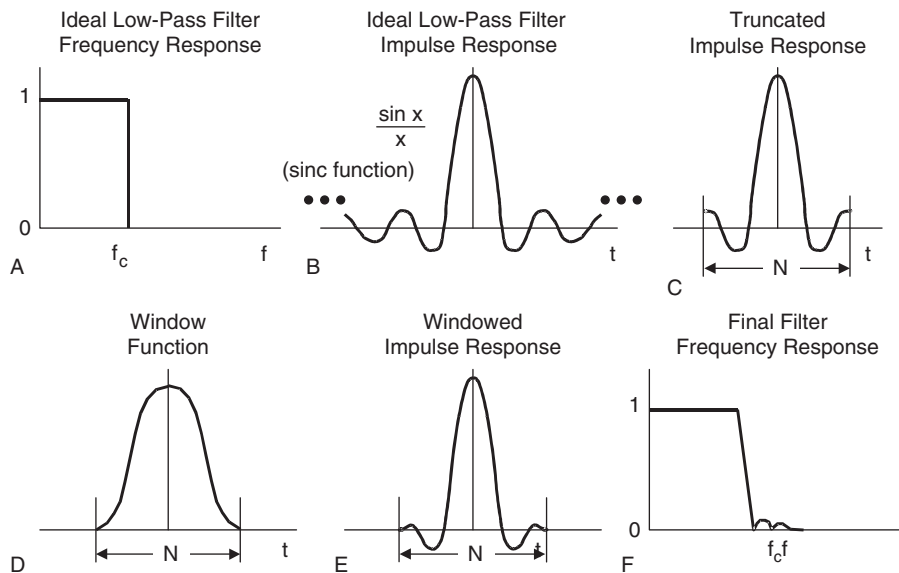 Ideal Low-Pass Filter
Frequency Response
1
0
f_c
f
A
Ideal Low-Pass Filter
Impulse Response
sin x
x
(sinc function)
t
B
Truncated
Impulse Response
N
t
C
Window
Function
N
t
D
Windowed
Impulse Response
N
t
E
Final Filter
Frequency Response
1
0
f_c f
F